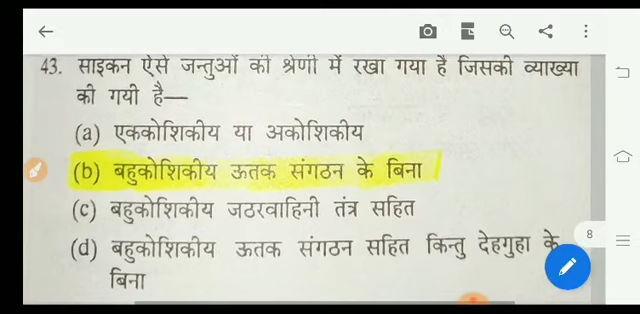 43. साइकन ऐसे जन्तुओं की श्रेणी में रखा गया है जिसकी व्याख्या
की गयी है—
(a) एककोशिकीय या अकोशिकीय
(b) बहुकोशिकीय ऊतक संगठन के बिना
(c) बहुकोशिकीय जठरवाहिनी तंत्र सहित
(d) बहुकोशिकीय ऊतक संगठन सहित किन्तु देहगुहा के
बिना
8